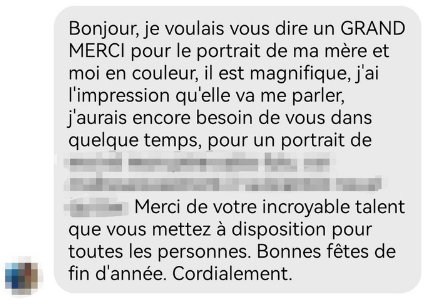 Bonjour, je voulais vous dire un GRAND
MERCI pour le portrait de ma mère et
moi en couleur, il est magnifique, j'ai
l'impression qu'elle va me parler,
j'aurais encore besoin de vous dans
quelque temps, pour un portrait de
Merci de votre incroyable talent
que vous mettez à disposition pour
toutes les personnes. Bonnes fêtes de
fin d'année. Cordialement.